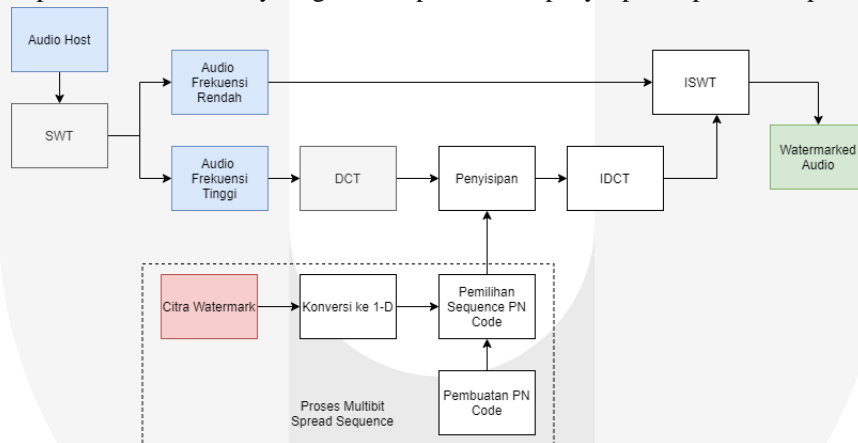 Audio Host
SWT
Audio
Frekuensi
Rendah
ISWT
Watermarked
Audio
Audio
Frekuensi
Tinggi
DCT
Penyisipan
IDCT
Citra Watermark
Konversi ke 1-D
Pemilihan
Sequence PN
Code
Pembuatan PN
Code
Proses Multibit
Spread Sequence